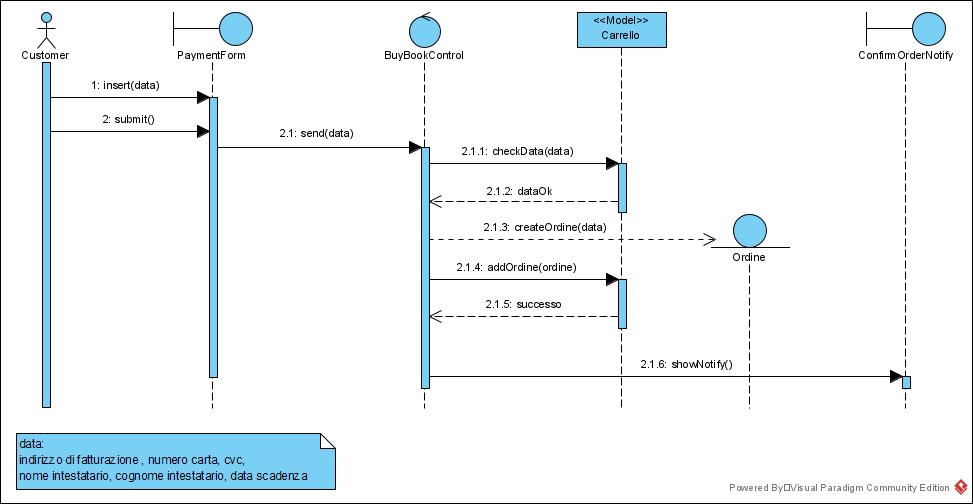 Customer
PaymentForm
BuyBookControl
<<Model>>
Carrello
ConfirmOrderNotify
1: insert(data)
2: submit()
2.1: send(data)
2.1.1: checkData(data)
2.1.2: dataOk
2.1.3: createOrdine(data)
Ordine
2.1.4: addOrdine(ordine)
2.1.5: successo
2.1.6: showNotify()
data:
indirizzo di fatturazione , numero carta, cvc,
nome intestatario, cognome intestatario, data scadenza
Powered By Visual Paradigm Community Edition